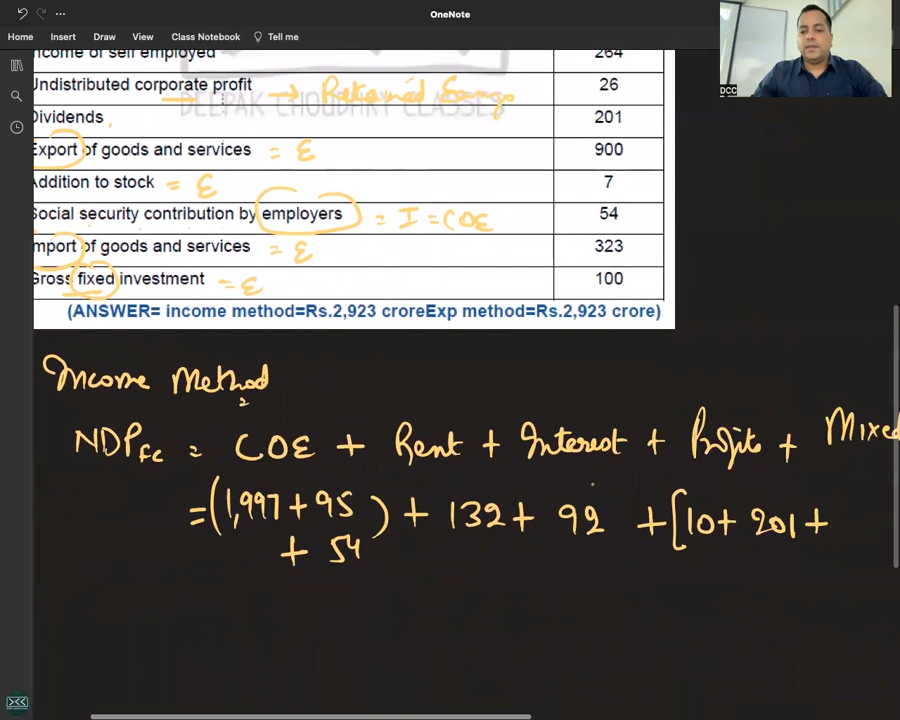 OneNote
Home Insert Draw View Class Notebook Tell me
Income of self employed 264
Undistributed corporate profit → Retained 26
DEEPAK CHOUDHARY CLASSES
Dividends 201
Export of goods and services = E 900
Addition to stock = E 7
Social security contribution by employers = I = COE 54
mport of goods and services = E 323
Gross fixed investment = E 100
(ANSWER= income method=Rs.2,923 croreExp method=Rs.2,923 crore)
DCC
Income Method
NDPFC = COE + Rent + Interest + Profits + Mixed
=(1,997+95 + 54) + 132 + 92 + [10+ 201 +